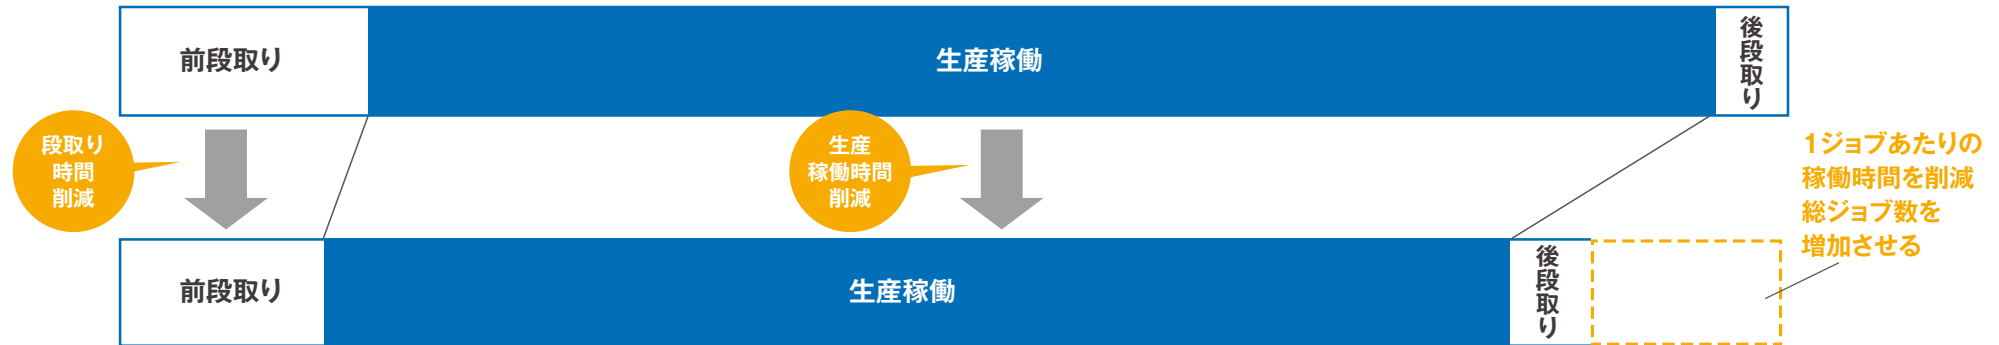 前段取り
生産稼働
後段取り
段取り
時間
削減
生産
稼働時間
削減
1ジョブあたりの
稼働時間を削減
総ジョブ数を
増加させる
前段取り
生産稼働
後段取り